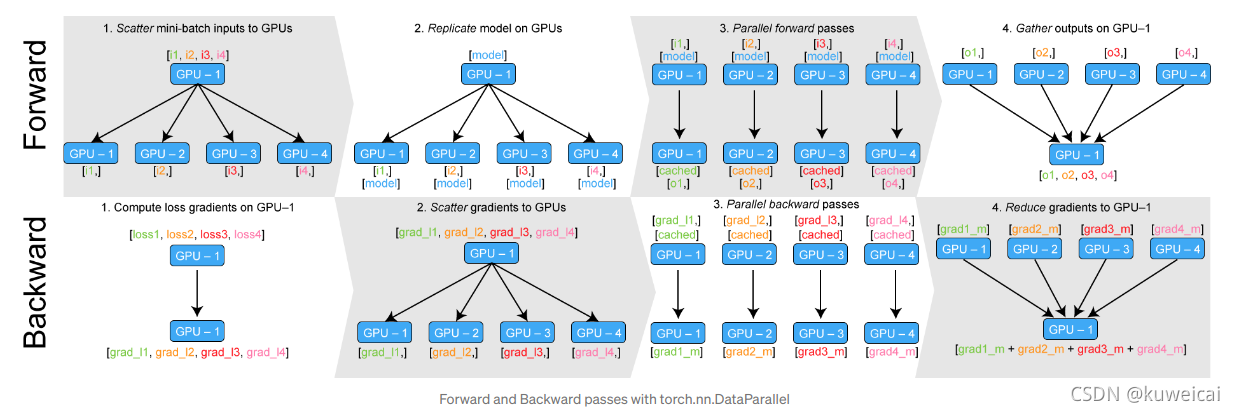 Forward
1. Scatter mini-batch inputs to GPUs
[i1, i2, i3, i4]
GPU – 1
GPU – 1 GPU – 2 GPU – 3 GPU – 4
[i1,] [i2,] [i3,] [i4,]
2. Replicate model on GPUs
[model]
GPU – 1
GPU – 1 GPU – 2 GPU – 3 GPU – 4
[i1,] [i2,] [i3,] [i4,]
[model] [model] [model] [model]
3. Parallel forward passes
[i1,] [i2,] [i3,] [i4,]
[model] [model] [model] [model]
GPU – 1 GPU – 2 GPU – 3 GPU – 4
GPU – 1 GPU – 2 GPU – 3 GPU – 4
[cached] [cached] [cached] [cached]
[o1,] [o2,] [o3,] [o4,]
4. Gather outputs on GPU–1
[o1,] [o2,] [o3,] [o4,]
GPU – 1 GPU – 2 GPU – 3 GPU – 4
GPU – 1
[o1, o2, o3, o4]
Backward
1. Compute loss gradients on GPU–1
[loss1, loss2, loss3, loss4]
GPU – 1
GPU – 1
[grad_l1, grad_l2, grad_l3, grad_l4]
2. Scatter gradients to GPUs
[grad_l1, grad_l2, grad_l3, grad_l4]
GPU – 1
GPU – 1 GPU – 2 GPU – 3 GPU – 4
[grad_l1,] [grad_l2,] [grad_l3,] [grad_l4,]
3. Parallel backward passes
[grad_l1,] [grad_l2,] [grad_l3,] [grad_l4,]
[cached] [cached] [cached] [cached]
GPU – 1 GPU – 2 GPU – 3 GPU – 4
GPU – 1 GPU – 2 GPU – 3 GPU – 4
[grad1_m] [grad2_m] [grad3_m] [grad4_m]
4. Reduce gradients to GPU–1
[grad1_m] [grad2_m] [grad3_m] [grad4_m]
GPU – 1 GPU – 2 GPU – 3 GPU – 4
GPU – 1
[grad1_m + grad2_m + grad3_m + grad4_m]
Forward and Backward passes with torch.nn.DataParallel
CSDN @kuweicai